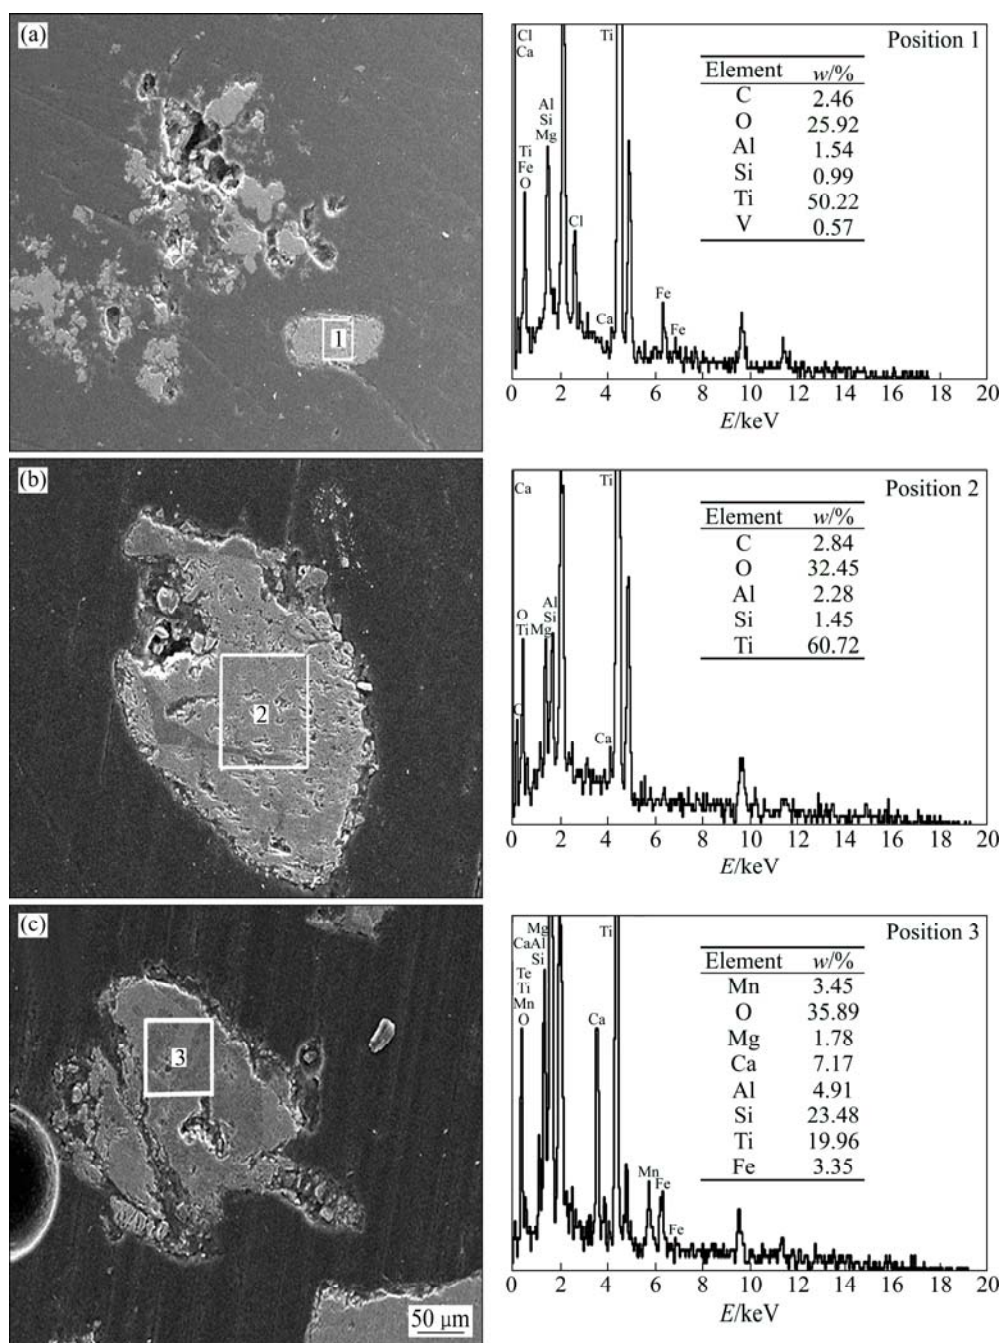 (a)
1
Cl
Ca
Ti
Position 1
Element w/%
C 2.46
O 25.92
Al 1.54
Si 0.99
Ti 50.22
V 0.57
Al
Si
Mg
Ti
Fe
O
Cl
Ca
Fe
Fe
0 2 4 6 8 10 12 14 16 18 20
E/keV
(b)
2
Ca
Ti
Position 2
Element w/%
C 2.84
O 32.45
Al 2.28
Si 1.45
Ti 60.72
O
Ti
Al
Si
Mg
C
Ca
0 2 4 6 8 10 12 14 16 18 20
E/keV
(c)
3
50 μm
Mg
CaAl
Si
Te
Ti
Mn
O
Ca
Ti
Position 3
Element w/%
Mn 3.45
O 35.89
Mg 1.78
Ca 7.17
Al 4.91
Si 23.48
Ti 19.96
Fe 3.35
Mn
Fe
Fe
0 2 4 6 8 10 12 14 16 18 20
E/keV